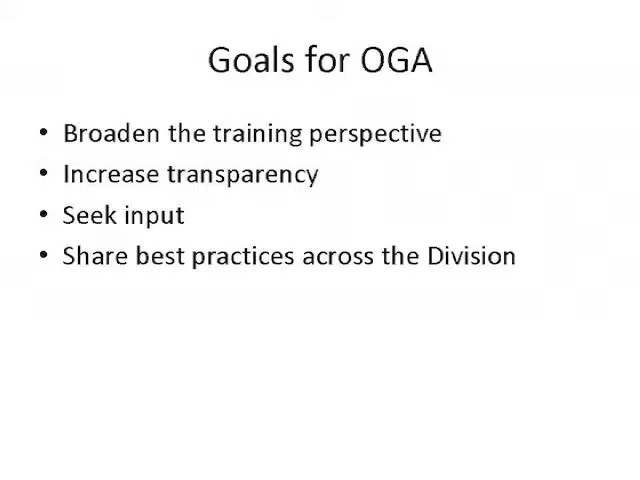 Goals for OGA
• Broaden the training perspective
• Increase transparency
• Seek input
• Share best practices across the Division